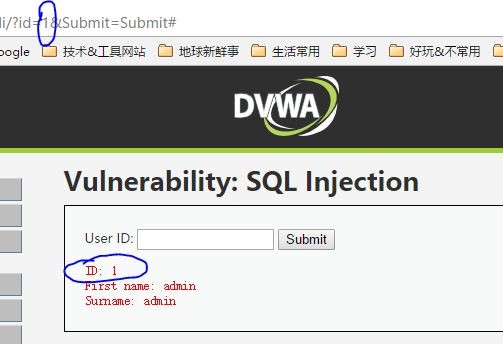 li/?id=1&Submit=Submit#
oogle 技术&工具网站 地球新鲜事 生活常用 学习 好玩&不常用
DVWA
Vulnerability: SQL Injection
User ID: Submit
ID: 1
First name: admin
Surname: admin